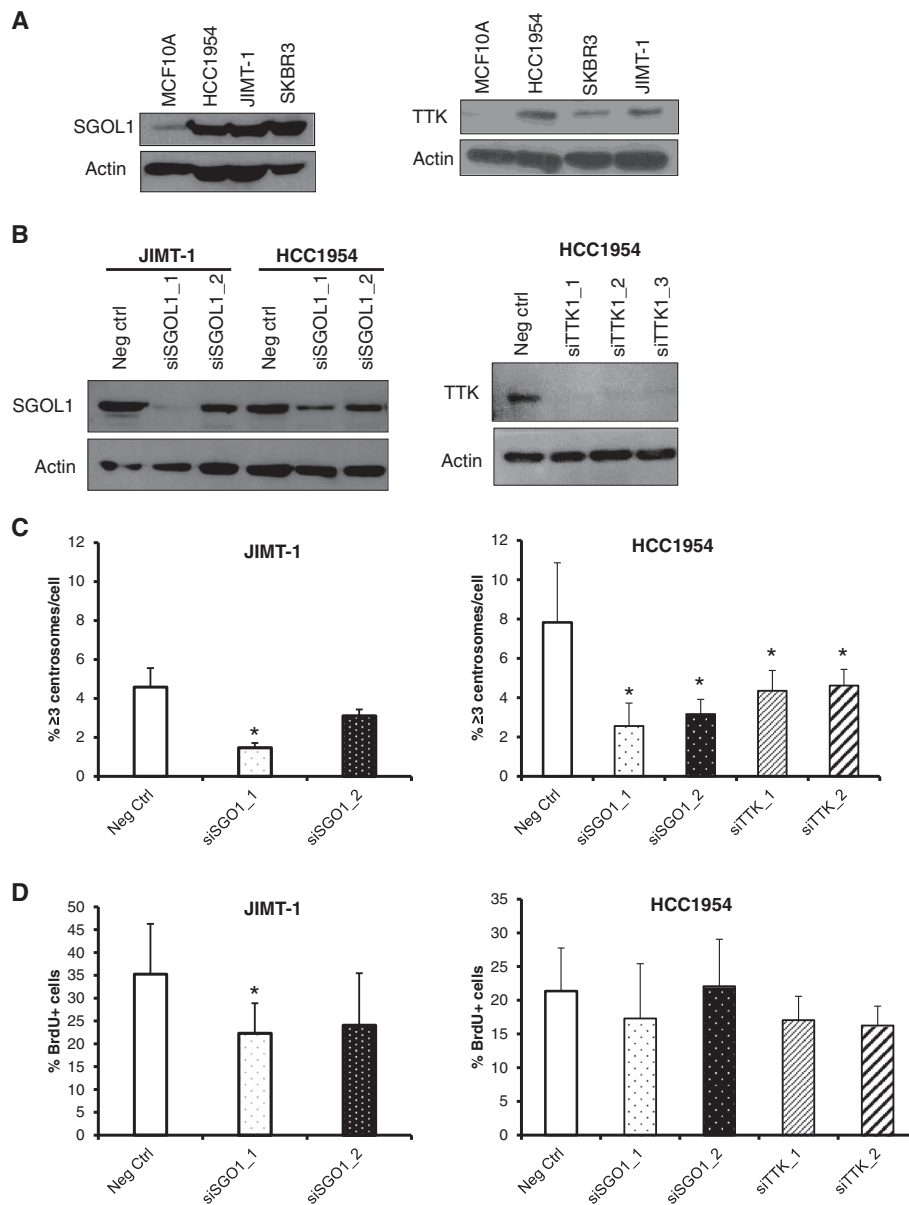 A
MCF10A
HCC1954
JIMT-1
SKBR3
SGOL1
Actin
MCF10A
HCC1954
SKBR3
JIMT-1
TTK
Actin
B
JIMT-1
HCC1954
Neg ctrl
siSGOL1_1
siSGOL1_2
Neg ctrl
siSGOL1_1
siSGOL1_2
SGOL1
Actin
HCC1954
Neg ctrl
siTTK1_1
siTTK1_2
siTTK1_3
TTK
Actin
C
JIMT-1
% ≥3 centrosomes/cell
12
10
8
6
4
2
0
*
Neg Ctrl
siSGO1_1
siSGO1_2
HCC1954
% ≥3 centrosomes/cell
12
10
8
6
4
2
0
* * * *
Neg Ctrl
siSGO1_1
siSGO1_2
siTTK_1
siTTK_2
D
JIMT-1
% BrdU+ cells
50
45
40
35
30
25
20
15
10
5
0
*
Neg Ctrl
siSGO1_1
siSGO1_2
HCC1954
% BrdU+ cells
35
30
25
20
15
10
5
0
Neg Ctrl
siSGO1_1
siSGO1_2
siTTK_1
siTTK_2